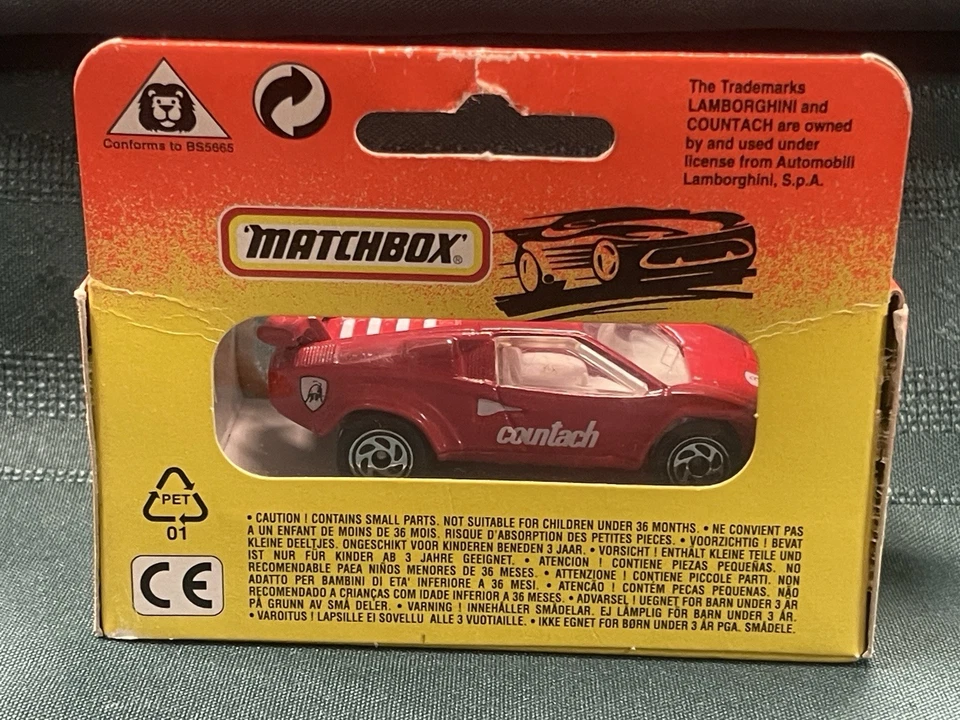 Conforms to BS5665
The Trademarks
LAMBORGHINI and
COUNTACH are owned
by and used under
license from Automobili
Lamborghini, S.p.A.
'MATCHBOX'®
countach
PET
01
CE
• CAUTION ! CONTAINS SMALL PARTS. NOT SUITABLE FOR CHILDREN UNDER 36 MONTHS. • NE CONVIENT PAS
A UN ENFANT DE MOINS DE 36 MOIS. RISQUE D'ABSORPTION DES PETITES PIECES. • VOORZICHTIG ! BEVAT
KLEINE DEELTJES. ONGESCHIKT VOOR KINDEREN BENEDEN 3 JAAR. • VORSICHT ! ENTHÄLT KLEINE TEILE UND
IST NUR FÜR KINDER AB 3 JAHRE GEEIGNET. • ATENCION ! CONTIENE PIEZAS PEQUEÑAS. NO
RECOMENDABLE PAEA NIÑOS MENORES DE 36 MESES. • ATTENZIONE ! CONTIENE PICCOLE PARTI. NON
ADATTO PER BAMBINI DI ETA' INFERIORE A 36 MESI. • ATENCÃO ! CONTÉM PECAS PEQUENAS. NÃO
RECOMENDADO A CRIANÇAS COM IDADE INFERIOR A 36 MESES. • ADVARSEL ! UEGNET FOR BARN UNDER 3 ÅR
PÅ GRUNN AV SMÅ DELER. • VARNING ! INNEHÅLLER SMÅDELAR. EJ LÄMPLIG FÖR BARN UNDER 3 ÅR.
• VAROITUS ! LAPSILLE EI SOVELLU ALLE 3 VUOTIAILLE. • IKKE EGNET FOR BØRN UNDER 3 ÅR PGA. SMÅDELE.